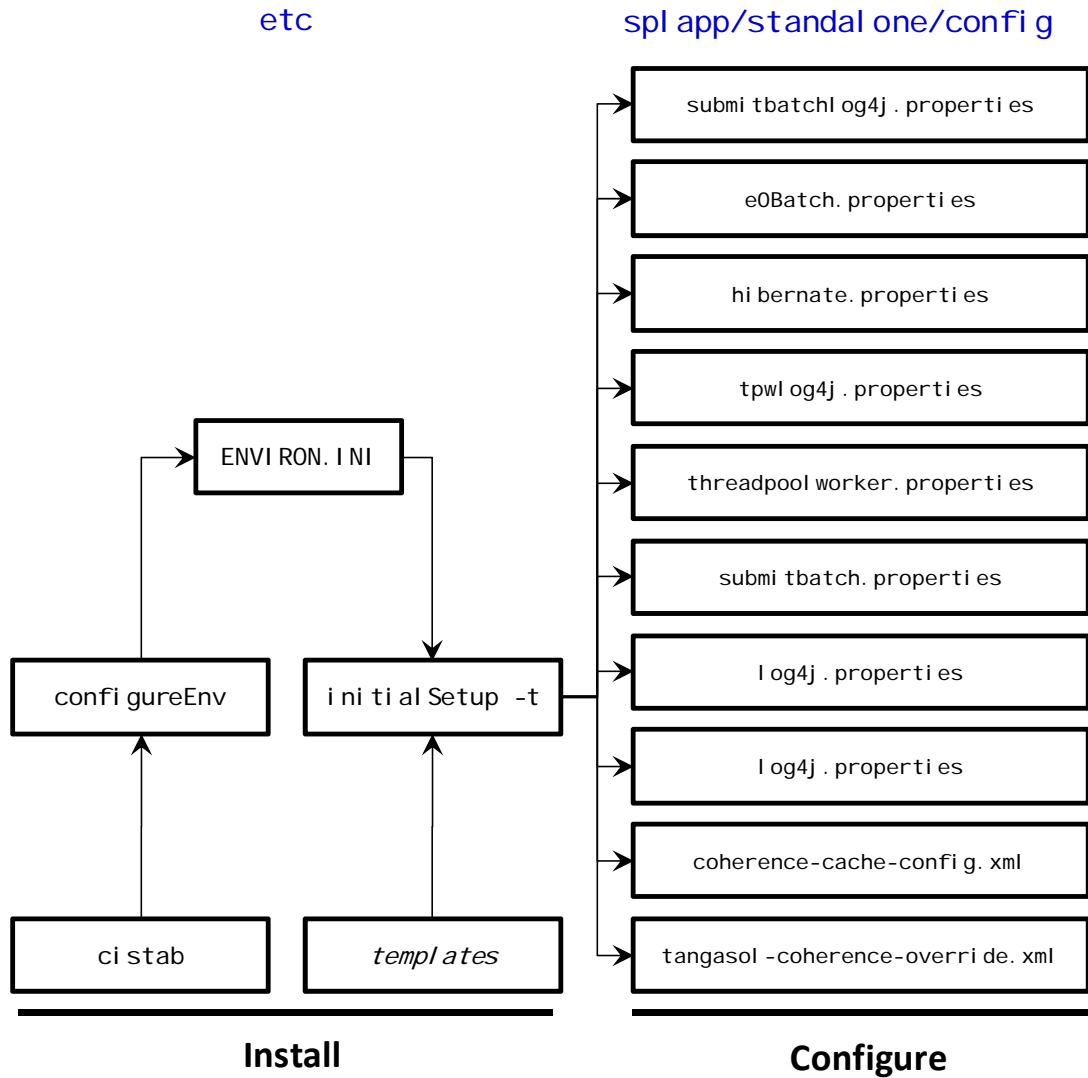 etc
splapp/standalone/config
submitbatchlog4j.properties
e0Batch.properties
hibernate.properties
tpwlog4j.properties
ENVIRON.INI
threadpoolworker.properties
submitbatch.properties
configureEnv
initialSetup -t
log4j.properties
log4j.properties
coherence-cache-config.xml
cistab
templates
tangasol-coherence-override.xml
Install
Configure